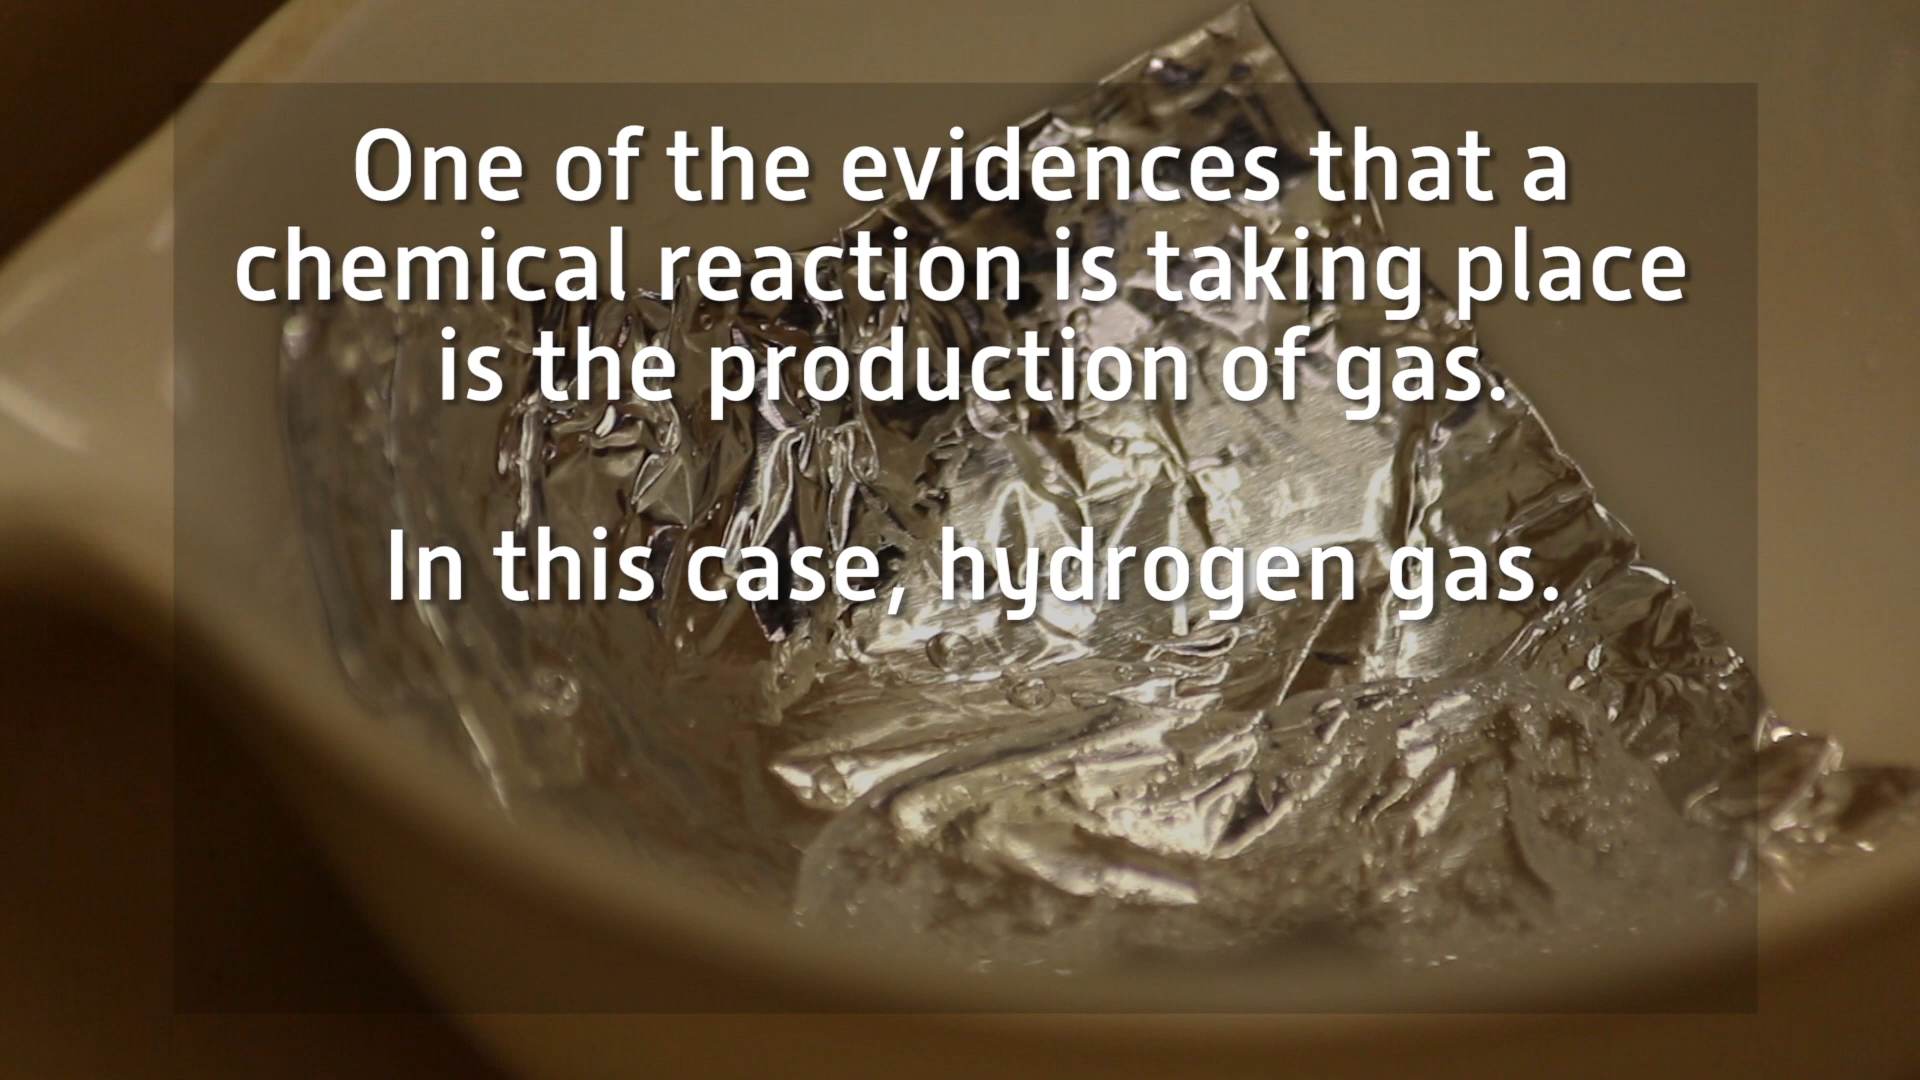 One of the evidences that a
chemical reaction is taking place
is the production of gas.
In this case, hydrogen gas.